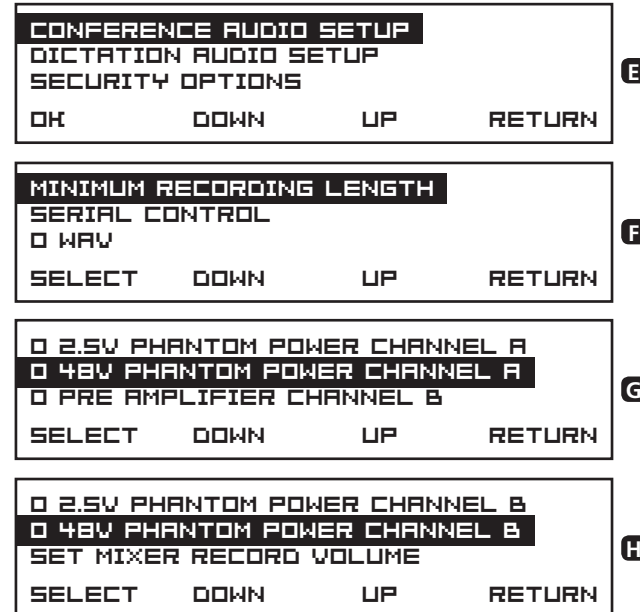 CONFERENCE AUDIO SETUP
DICTATION AUDIO SETUP
SECURITY OPTIONS
OK DOWN UP RETURN
E
MINIMUM RECORDING LENGTH
SERIAL CONTROL
□ WAV
SELECT DOWN UP RETURN
F
□ 2.5V PHANTOM POWER CHANNEL A
□ 48V PHANTOM POWER CHANNEL A
□ PRE AMPLIFIER CHANNEL B
SELECT DOWN UP RETURN
G
□ 2.5V PHANTOM POWER CHANNEL B
□ 48V PHANTOM POWER CHANNEL B
SET MIXER RECORD VOLUME
SELECT DOWN UP RETURN
H